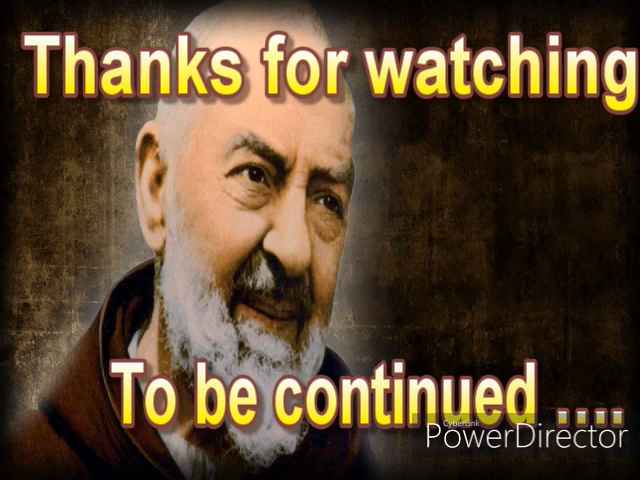 Thanks for watching
To be continued ....
CyberLink
PowerDirector